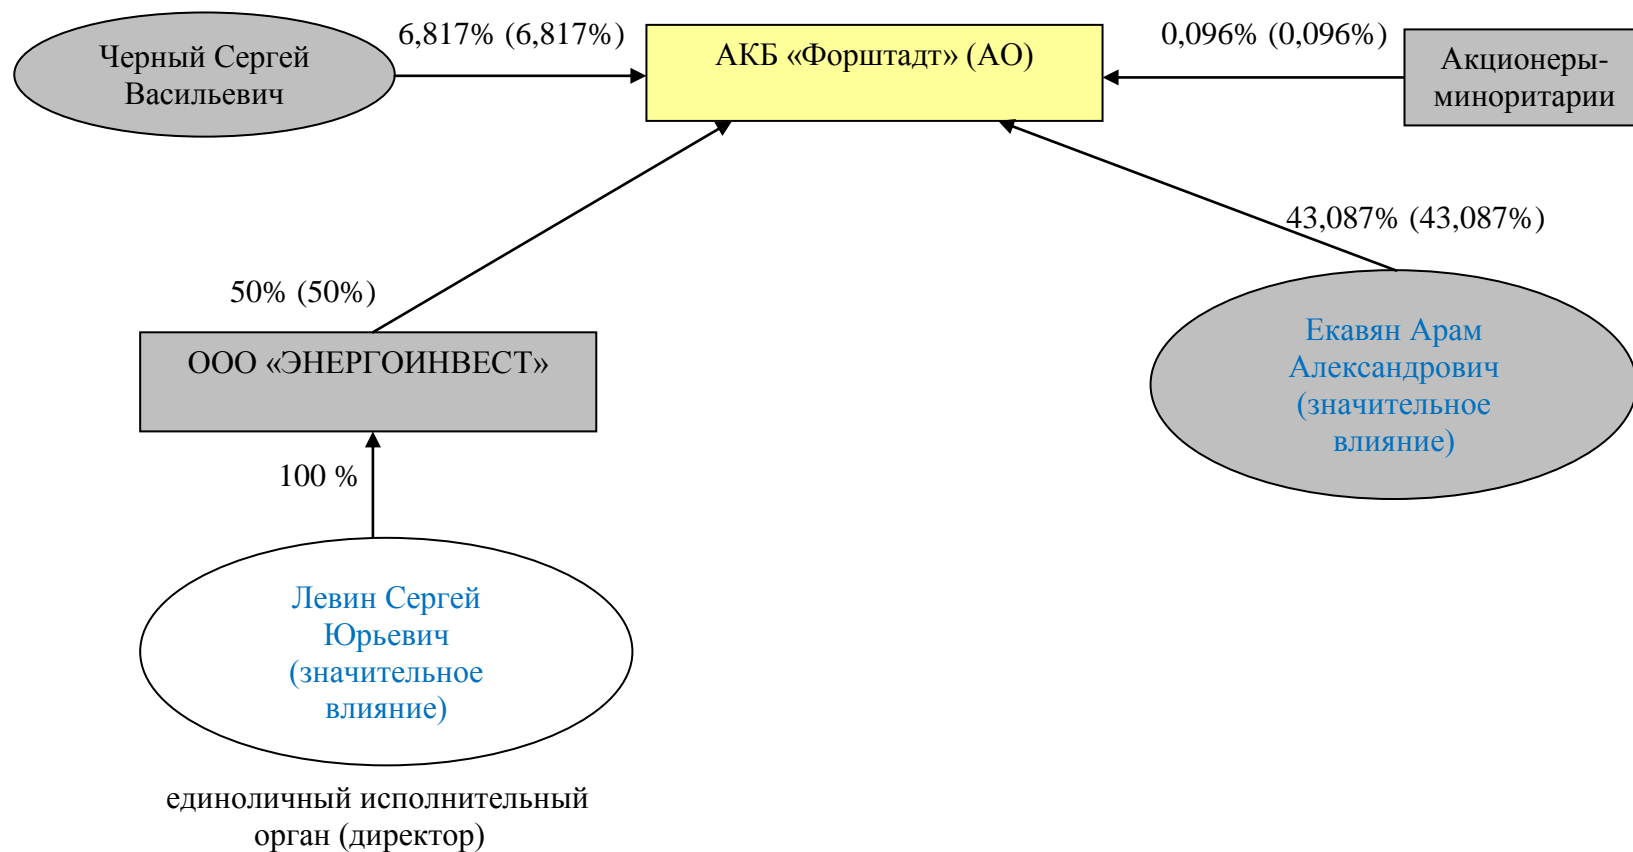 6,817% (6,817%)
Черный Сергей
Васильевич
АКБ «Форштадт» (АО)
0,096% (0,096%)
Акционеры-
миноритарии
43,087% (43,087%)
50% (50%)
ООО «ЭНЕРГОИНВЕСТ»
Екавян Арам
Александрович
(значительное
влияние)
100 %
Левин Сергей
Юрьевич
(значительное
влияние)
единоличный исполнительный
орган (директор)